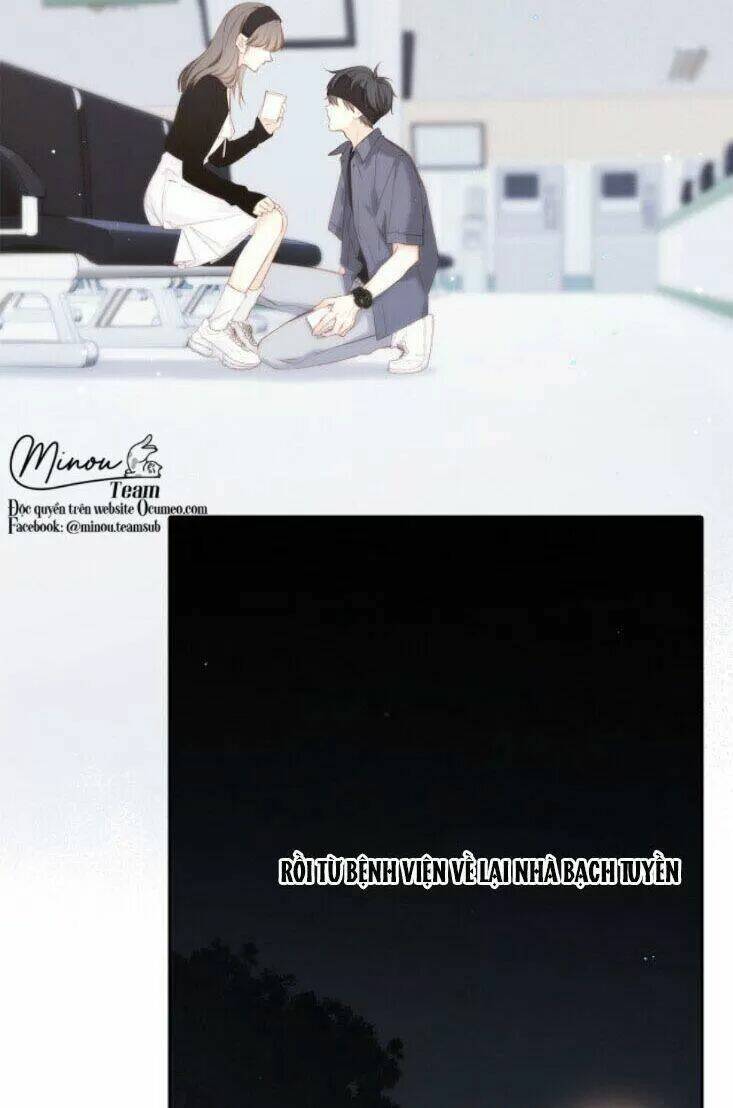 Minou
Team
Độc quyền trên website Ocumeo.com
Facebook: @minou.teamsub
RỒI TỪ BỆNH VIỆN VỀ LẠI NHÀ BẠCH TUYỀN